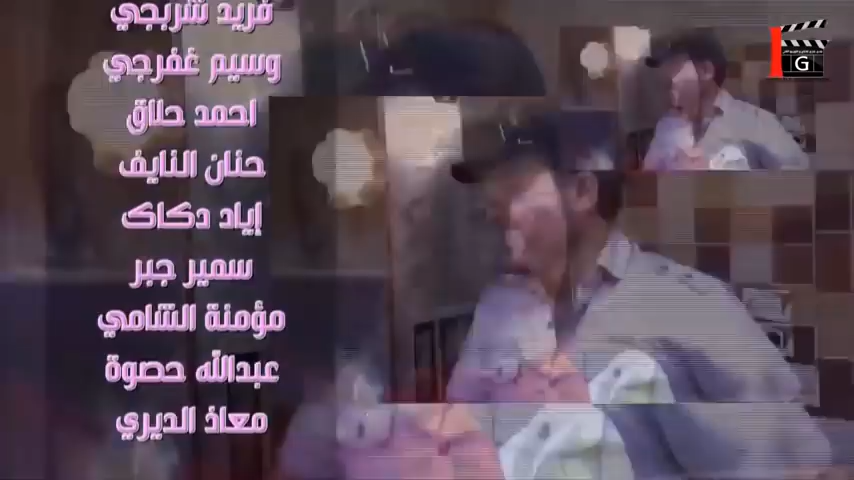 فريد شربجي
وسيم غفرجي
احمد حلاق
حنان النايف
إياد دكاك
سمير جبر
مؤمنة الشامي
عبدالله حصوة
معاذ الديري
G